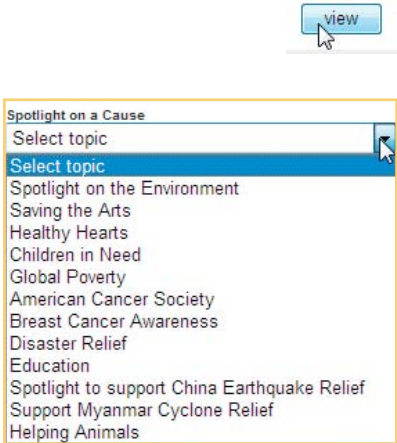 view
Spotlight on a Cause
Select topic
Select topic
Spotlight on the Environment
Saving the Arts
Healthy Hearts
Children in Need
Global Poverty
American Cancer Society
Breast Cancer Awareness
Disaster Relief
Education
Spotlight to support China Earthquake Relief
Support Myanmar Cyclone Relief
Helping Animals